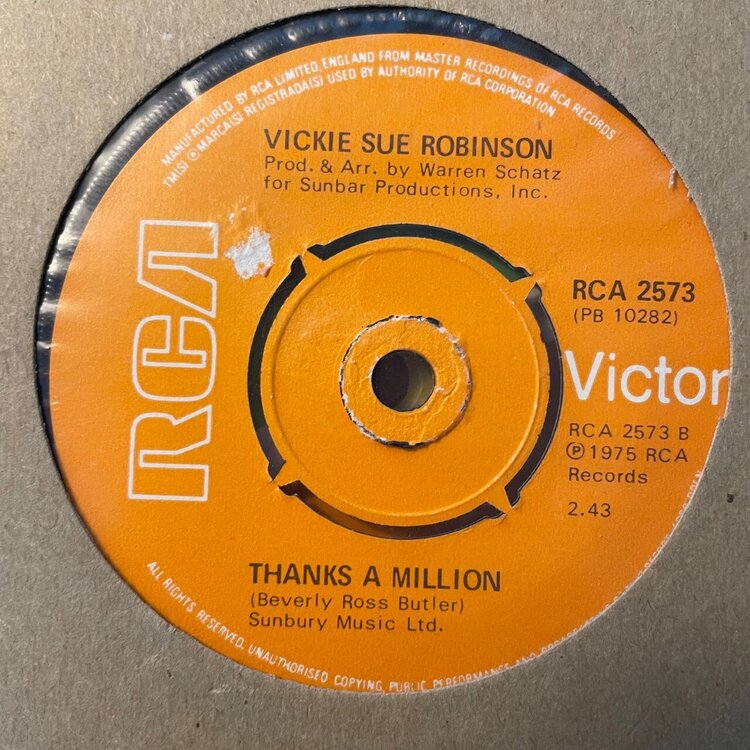 MANUFACTURED BY RCA LIMITED, ENGLAND FROM MASTER RECORDINGS OF RCA RECORDS
TM(S) ® MARCA(S) REGISTRADA(S) USED BY AUTHORITY OF RCA CORPORATION
VICKIE SUE ROBINSON
Prod. & Arr. by Warren Schatz
for Sunbar Productions, Inc.
RCA
RCA 2573
(PB 10282)
Victor
RCA 2573 B
℗ 1975 RCA
Records
2.43
THANKS A MILLION
(Beverly Ross Butler)
Sunbury Music Ltd.
ALL RIGHTS RESERVED. UNAUTHORISED COPYING, PUBLIC PERFORMANCE AND